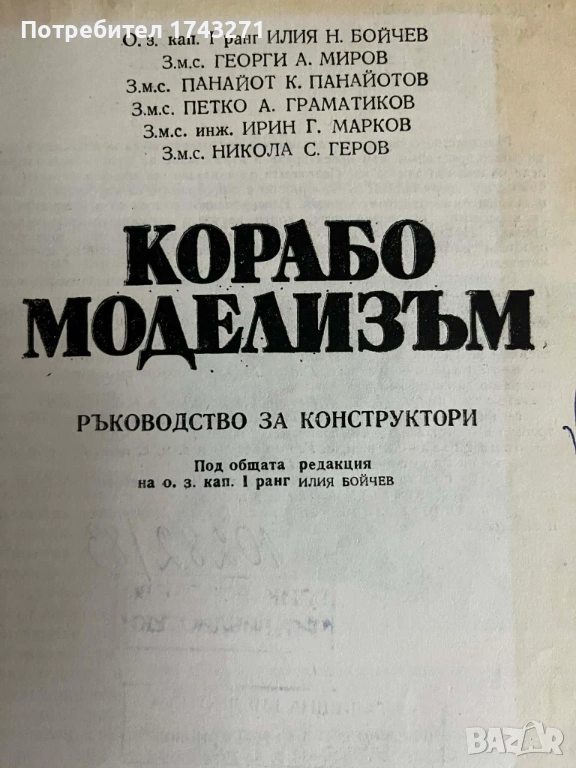 Потребител 1743271
О. з. кап. I ранг ИЛИЯ Н. БОЙЧЕВ
З.м.с. ГЕОРГИ А. МИРОВ
З.м.с. ПАНАЙОТ К. ПАНАЙОТОВ
З.м.с. ПЕТКО А. ГРАМАТИКОВ
З.м.с. инж. ИРИН Г. МАРКОВ
З.м.с. НИКОЛА С. ГЕРОВ
КОРАБО
МОДЕЛИЗЪМ
РЪКОВОДСТВО ЗА КОНСТРУКТОРИ
Под общата редакция
на о. з. кап. I ранг ИЛИЯ БОЙЧЕВ
BAZAR